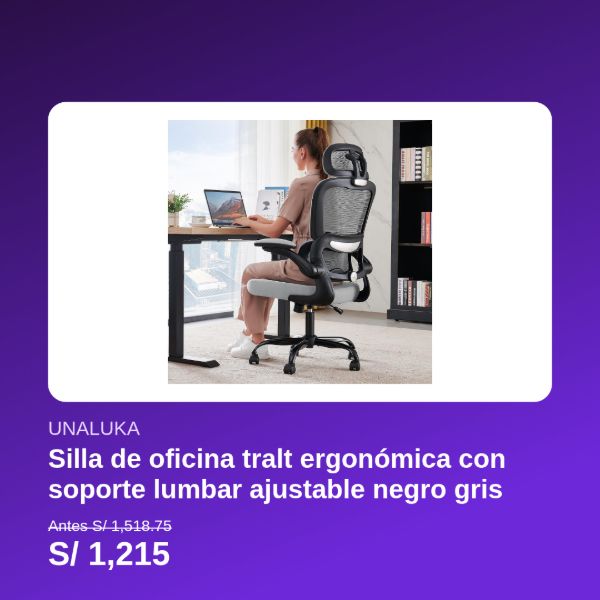 UNALUKA
Silla de oficina tralt ergonómica con
soporte lumbar ajustable negro gris
Antes S/ 1,518.75
S/ 1,215